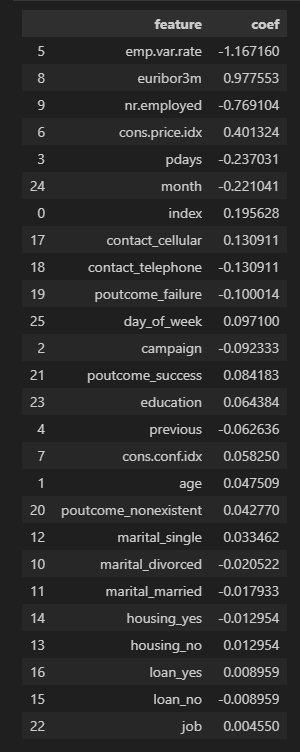 feature coef
5 emp.var.rate -1.167160
8 euribor3m 0.977553
9 nr.employed -0.769104
6 cons.price.idx 0.401324
3 pdays -0.237031
24 month -0.221041
0 index 0.195628
17 contact_cellular 0.130911
18 contact_telephone -0.130911
19 poutcome_failure -0.100014
25 day_of_week 0.097100
2 campaign -0.092333
21 poutcome_success 0.084183
23 education 0.064384
4 previous -0.062636
7 cons.conf.idx 0.058250
1 age 0.047509
20 poutcome_nonexistent 0.042770
12 marital_single 0.033462
10 marital_divorced -0.020522
11 marital_married -0.017933
14 housing_yes -0.012954
13 housing_no 0.012954
16 loan_yes 0.008959
15 loan_no -0.008959
22 job 0.004550